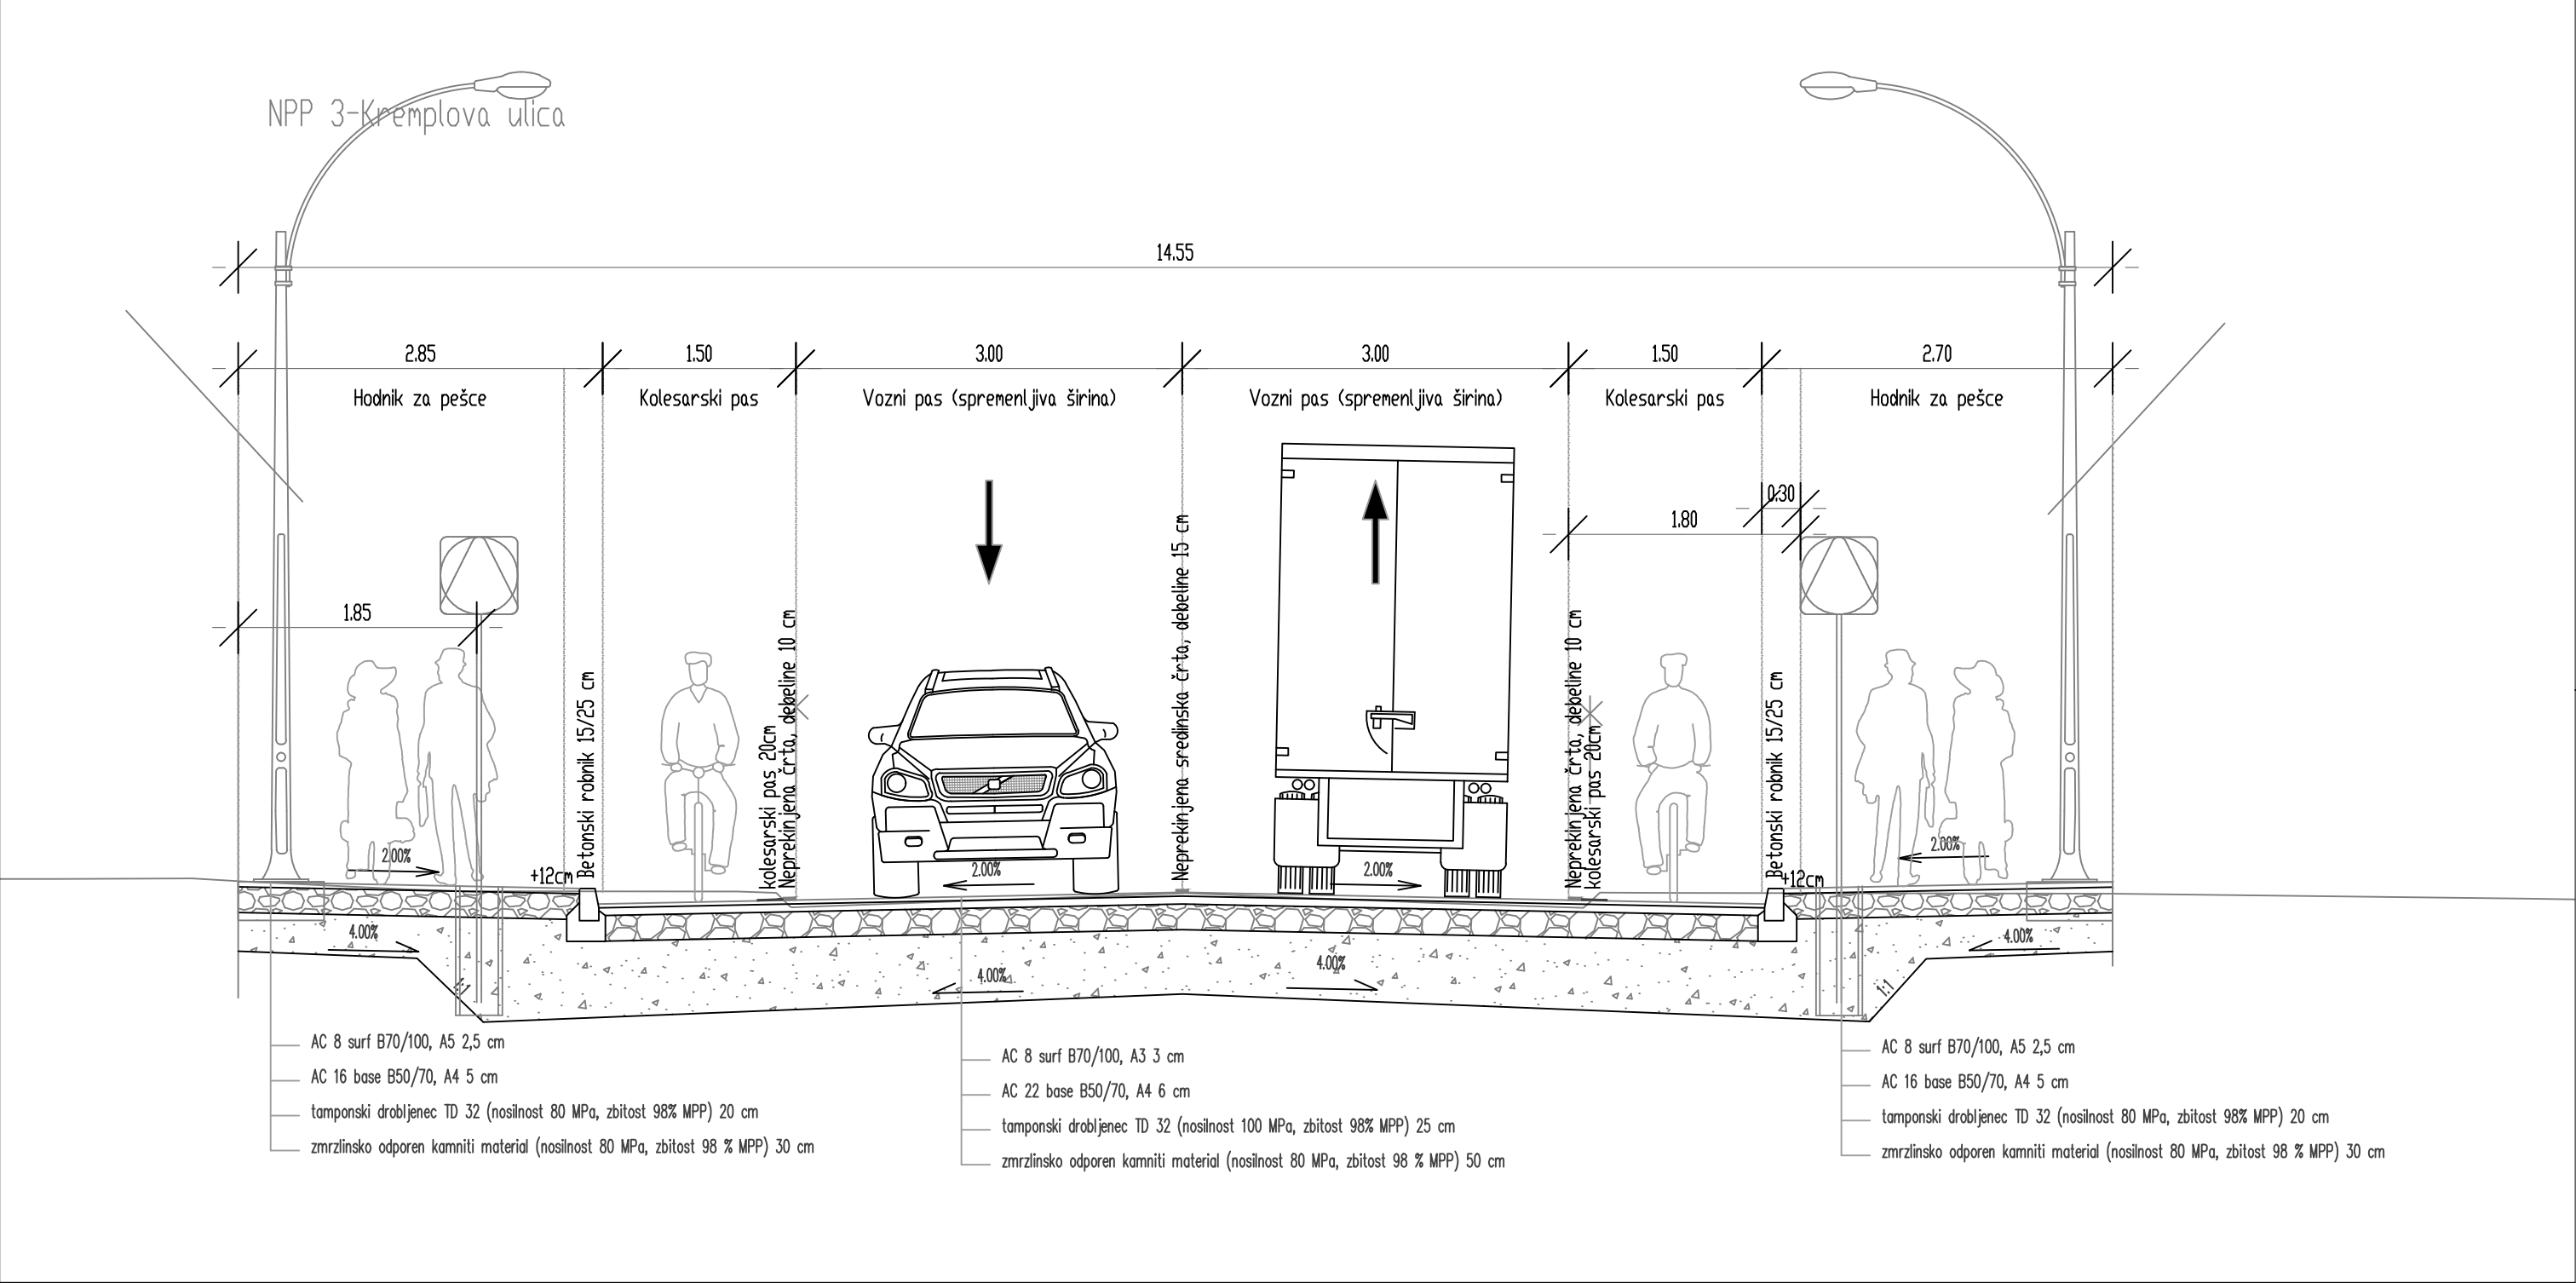 NPP 3-Kremplova ulica
14.55
2.85
1.50
3.00
3.00
1.50
2.70
Hodnik za pešce
Kolesarski pas
Vozni pas (spremenljiva širina)
Vozni pas (spremenljiva širina)
Kolesarski pas
Hodnik za pešce
0.30
1.80
1.85
Betonski robnik 15/25 cm
kolesarski pas 20cm
Neprekinjena črta, debeline 10 cm
Neprekinjena sredinska črta, debeline 15 cm
Neprekinjena črta, debeline 10 cm
kolesarski pas 20cm
Betonski robnik 15/25 cm
2.00%
+12cm
2.00%
2.00%
+12cm
2.00%
4.00%
4.00%
4.00%
4.00%
1:1
1:1
AC 8 surf B70/100, A5 2,5 cm
AC 16 base B50/70, A4 5 cm
tamponski drobljenec TD 32 (nosilnost 80 MPa, zbitost 98% MPP) 20 cm
zmrzlinsko odporen kamniti material (nosilnost 80 MPa, zbitost 98 % MPP) 30 cm
AC 8 surf B70/100, A3 3 cm
AC 22 base B50/70, A4 6 cm
tamponski drobljenec TD 32 (nosilnost 100 MPa, zbitost 98% MPP) 25 cm
zmrzlinsko odporen kamniti material (nosilnost 80 MPa, zbitost 98 % MPP) 50 cm
AC 8 surf B70/100, A5 2,5 cm
AC 16 base B50/70, A4 5 cm
tamponski drobljenec TD 32 (nosilnost 80 MPa, zbitost 98% MPP) 20 cm
zmrzlinsko odporen kamniti material (nosilnost 80 MPa, zbitost 98 % MPP) 30 cm